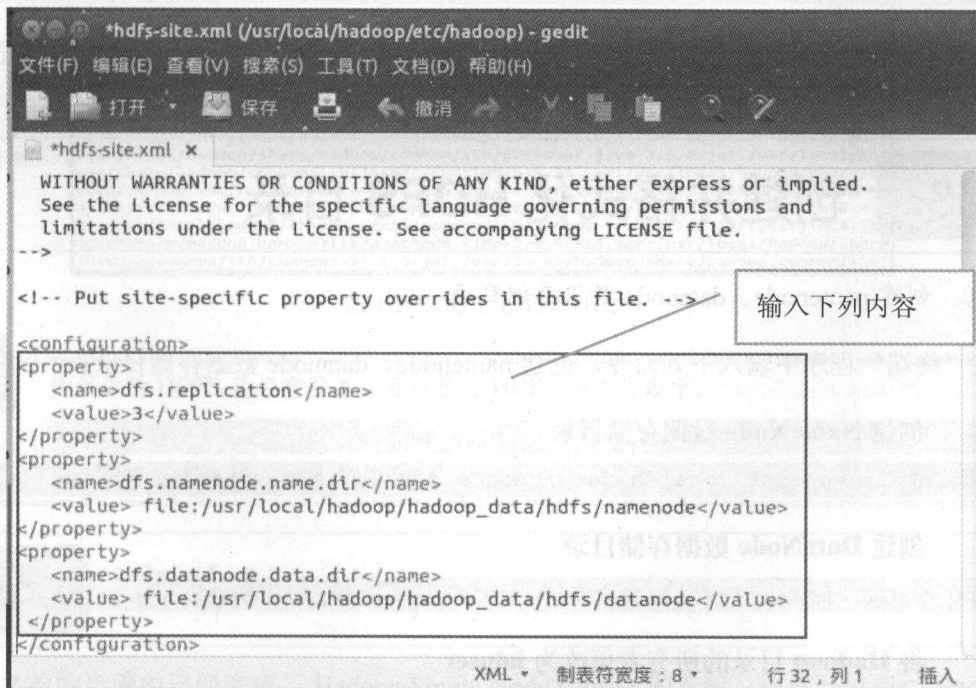 *hdfs-site.xml (/usr/local/hadoop/etc/hadoop) - gedit
文件(F) 编辑(E) 查看(V) 搜索(S) 工具(T) 文档(D) 帮助(H)
打开 保存 撤消
*hdfs-site.xml ×
WITHOUT WARRANTIES OR CONDITIONS OF ANY KIND, either express or implied.
See the License for the specific language governing permissions and
limitations under the License. See accompanying LICENSE file.
-->
<!-- Put site-specific property overrides in this file. -->
输入下列内容
<configuration>
<property>
<name>dfs.replication</name>
<value>3</value>
</property>
<property>
<name>dfs.namenode.name.dir</name>
<value> file:/usr/local/hadoop/hadoop_data/hdfs/namenode</value>
</property>
<property>
<name>dfs.datanode.data.dir</name>
<value> file:/usr/local/hadoop/hadoop_data/hdfs/datanode</value>
</property>
</configuration>
XML 制表符宽度：8 行 32，列 1 插入